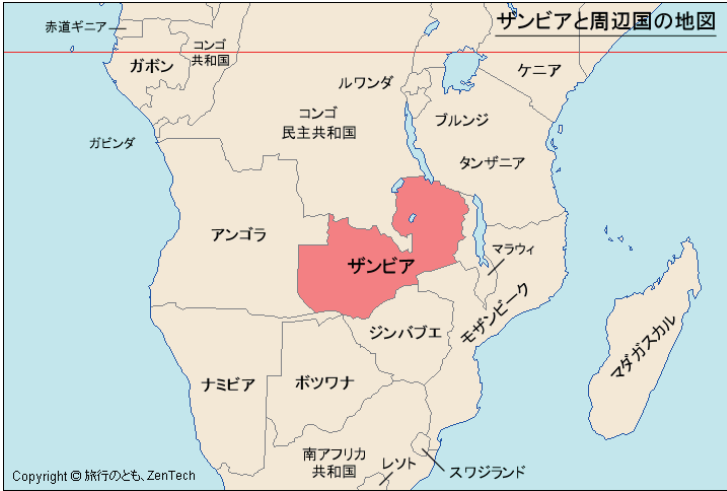 ザンビアと周辺国の地図
赤道ギニア
ガボン
コンゴ
共和国
ケニア
ルワンダ
コンゴ
民主共和国
ブルンジ
ガビンダ
タンザニア
アンゴラ
マラウィ
ザンビア
モザンビーク
ジンバブエ
マダガスカル
ナミビア
ボツワナ
南アフリカ
共和国
レソト
スワジランド
Copyright © 旅行のとも、ZenTech